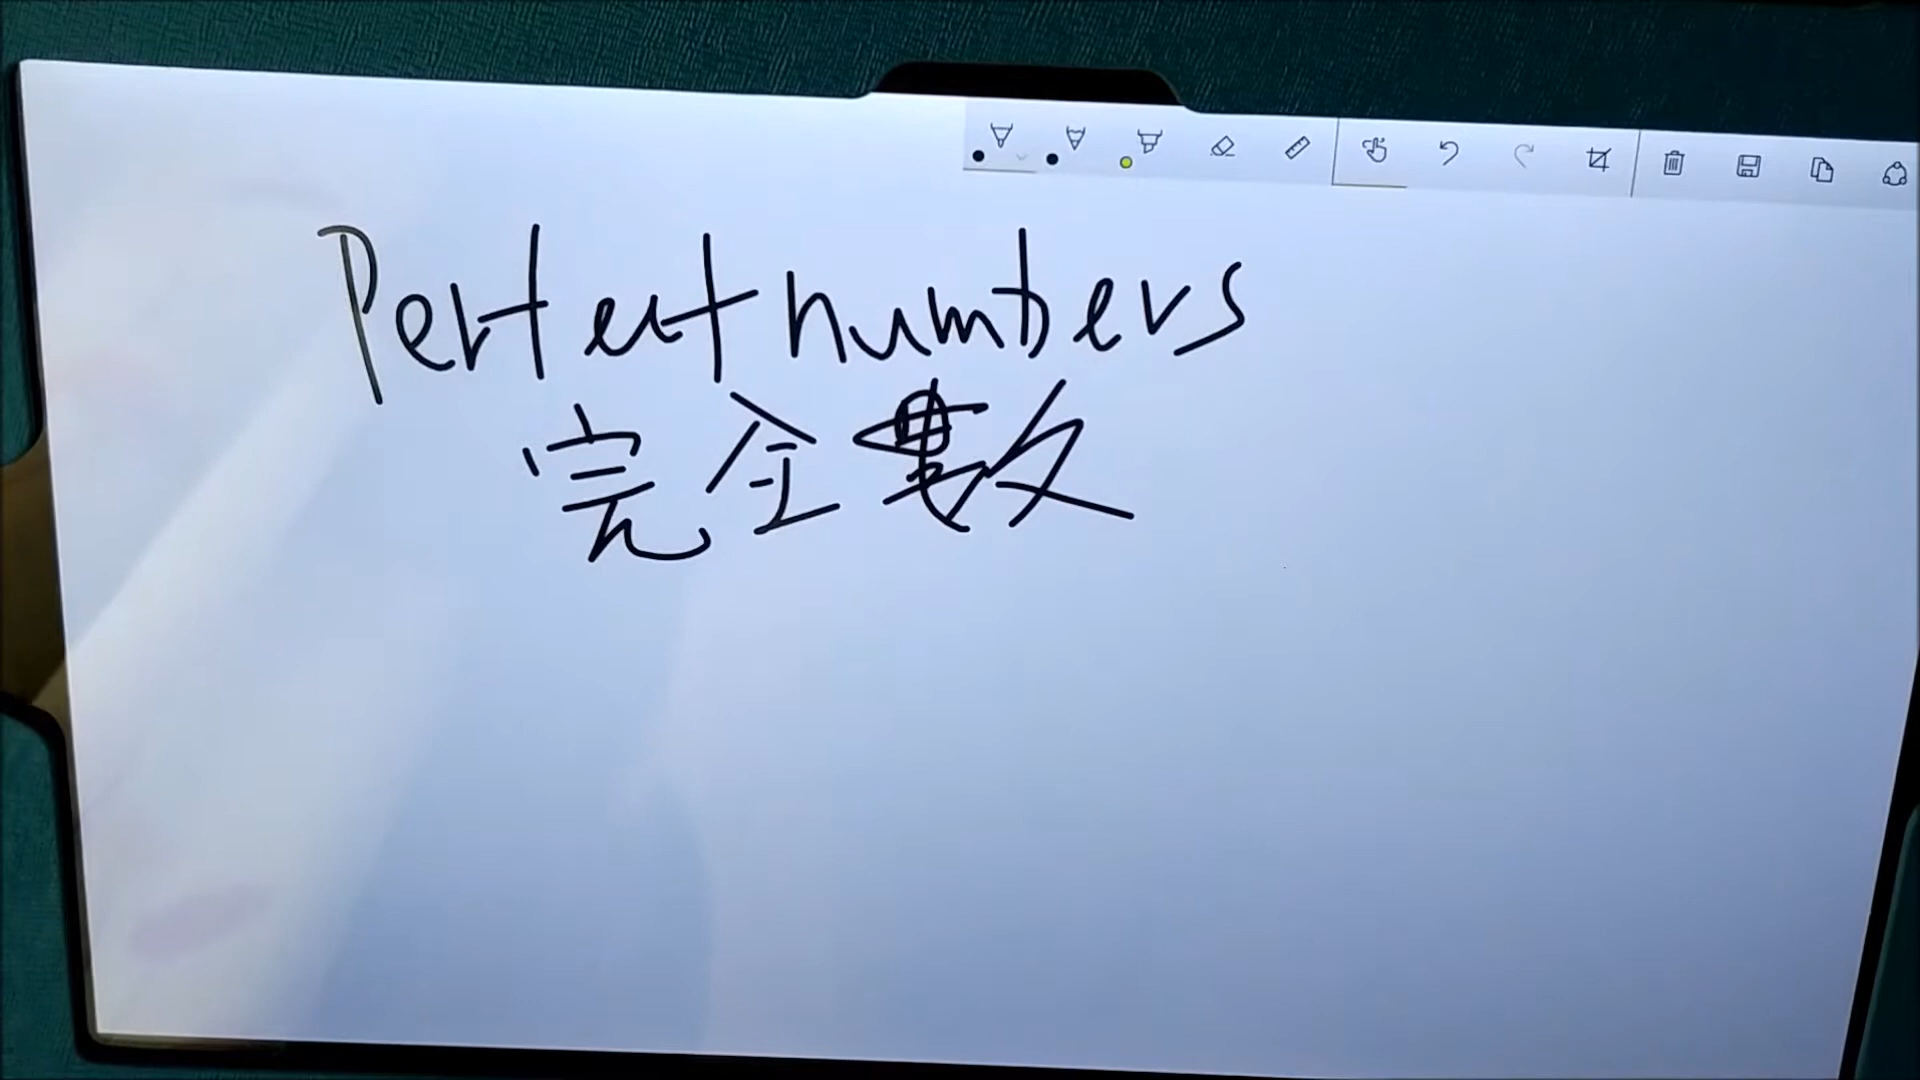 Perfect numbers
完全數